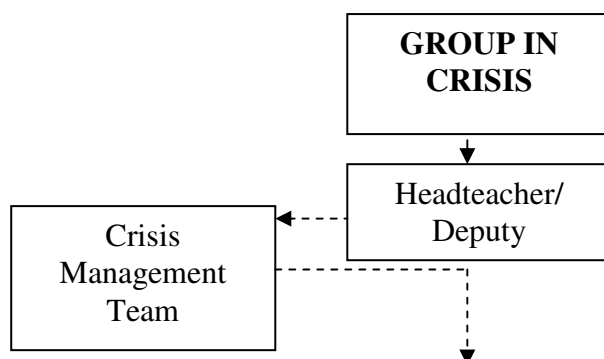 GROUP IN
CRISIS
Headteacher/
Deputy
Crisis
Management
Team